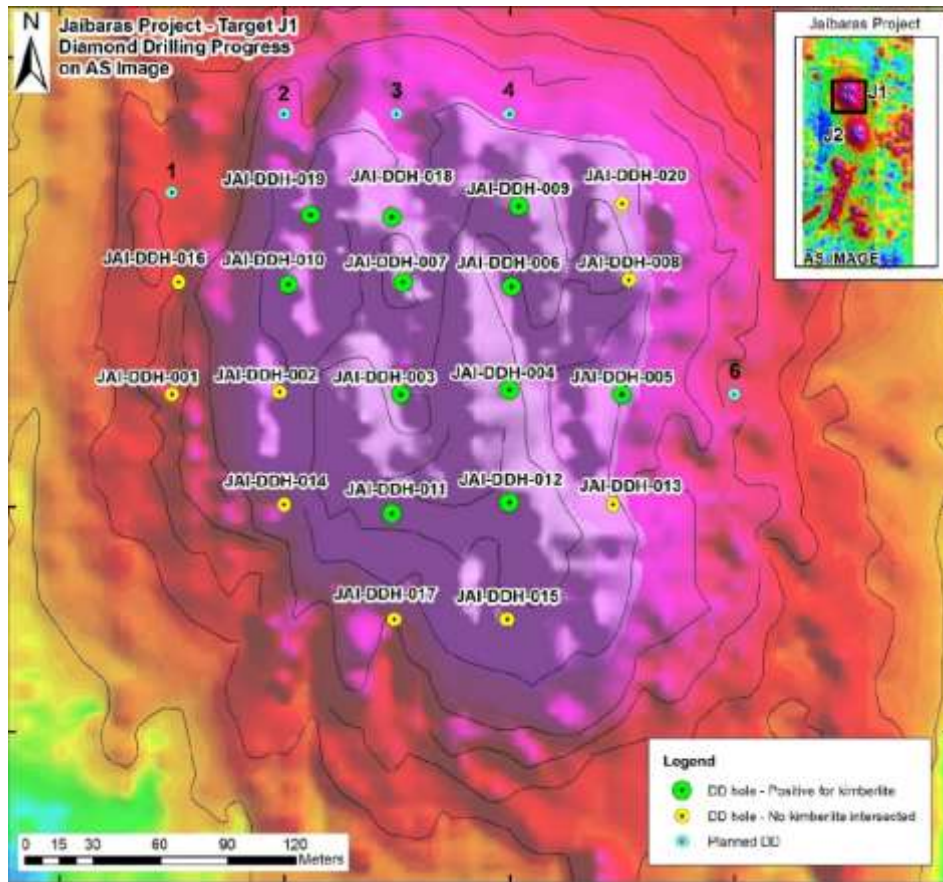 N
Jaibaras Project - Target J1
Diamond Drilling Progress
on AS Image
Jaibaras Project
J1
J2
AS IMAGE
2
3
4
1
JAI-DDH-019
JAI-DDH-018
JAI-DDH-009
JAI-DDH-020
JAI-DDH-016
JAI-DDH-010
JAI-DDH-007
JAI-DDH-006
JAI-DDH-008
JAI-DDH-001
JAI-DDH-002
JAI-DDH-003
JAI-DDH-004
JAI-DDH-005
6
JAI-DDH-014
JAI-DDH-011
JAI-DDH-012
JAI-DDH-013
JAI-DDH-017
JAI-DDH-015
Legend
DD hole - Positive for kimberlite
DD hole - No kimberlite intersected
Planned DD
0 15 30 60 90 120
Meters